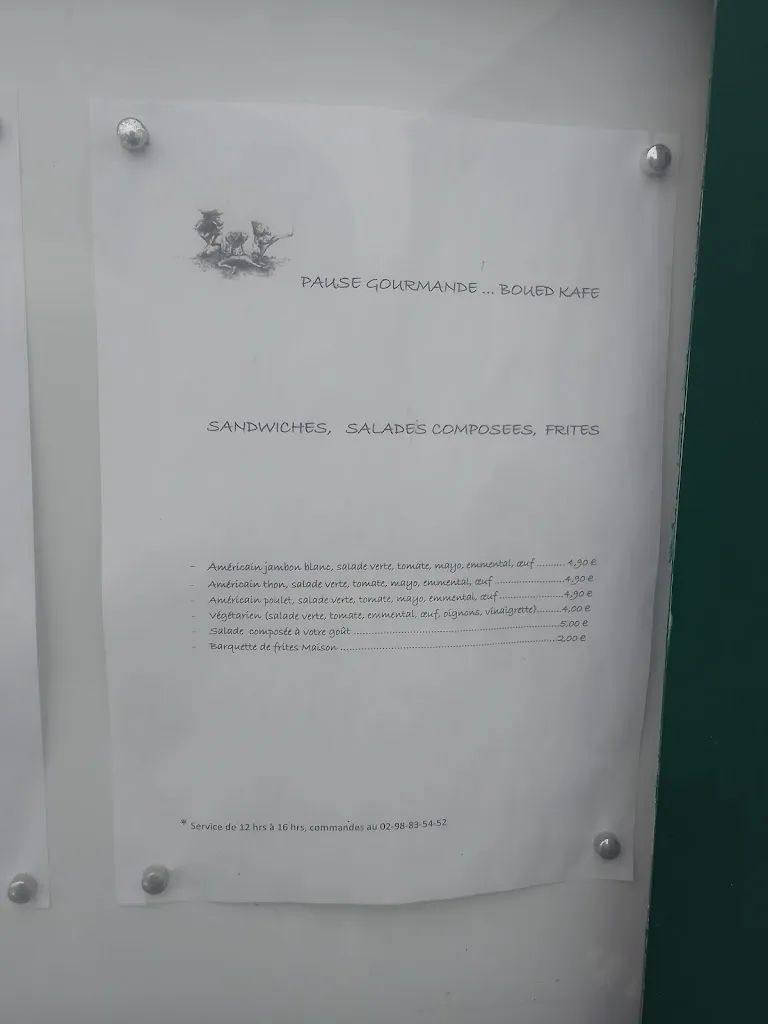 PAUSE GOURMANDE ... BOUED KAFE
SANDWICHES, SALADES COMPOSEES, FRITES
- Américain jambon blanc, salade verte, tomate, mayo, emmental, œuf .......... 4,90 €
- Américain thon, salade verte, tomate, mayo, emmental, œuf .........................4,90 €
- Américain poulet, salade verte, tomate, mayo, emmental, œuf .......................4,90 €
- Végétarien (salade verte, tomate, emmental, œuf, oignons, vinaigrette).........4,00 €
- Salade composée à votre goût ..........................................................................5,00 €
- Barquette de frites Maison ..............................................................................2,00 €
* Service de 12 hrs à 16 hrs, commandes au 02-98-83-54-52